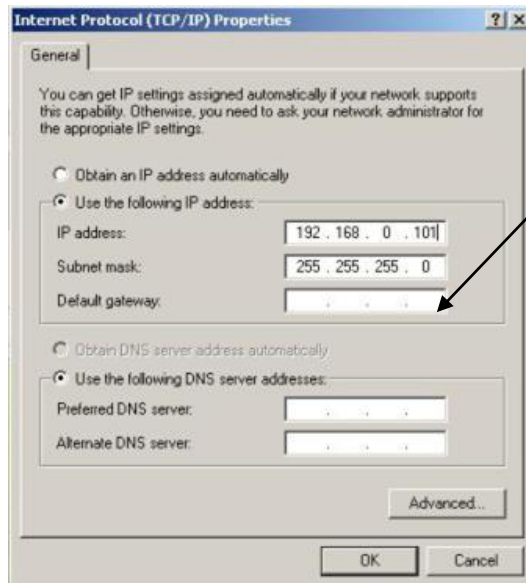 Internet Protocol (TCP/IP) Properties
General
You can get IP settings assigned automatically if your network supports
this capability. Otherwise, you need to ask your network administrator for
the appropriate IP settings.
Obtain an IP address automatically
Use the following IP address:
IP address: 192 . 168 . 0 . 101
Subnet mask: 255 . 255 . 255 . 0
Default gateway: . . .
Obtain DNS server address automatically
Use the following DNS server addresses:
Preferred DNS server: . . .
Alternate DNS server: . . .
Advanced...
OK Cancel